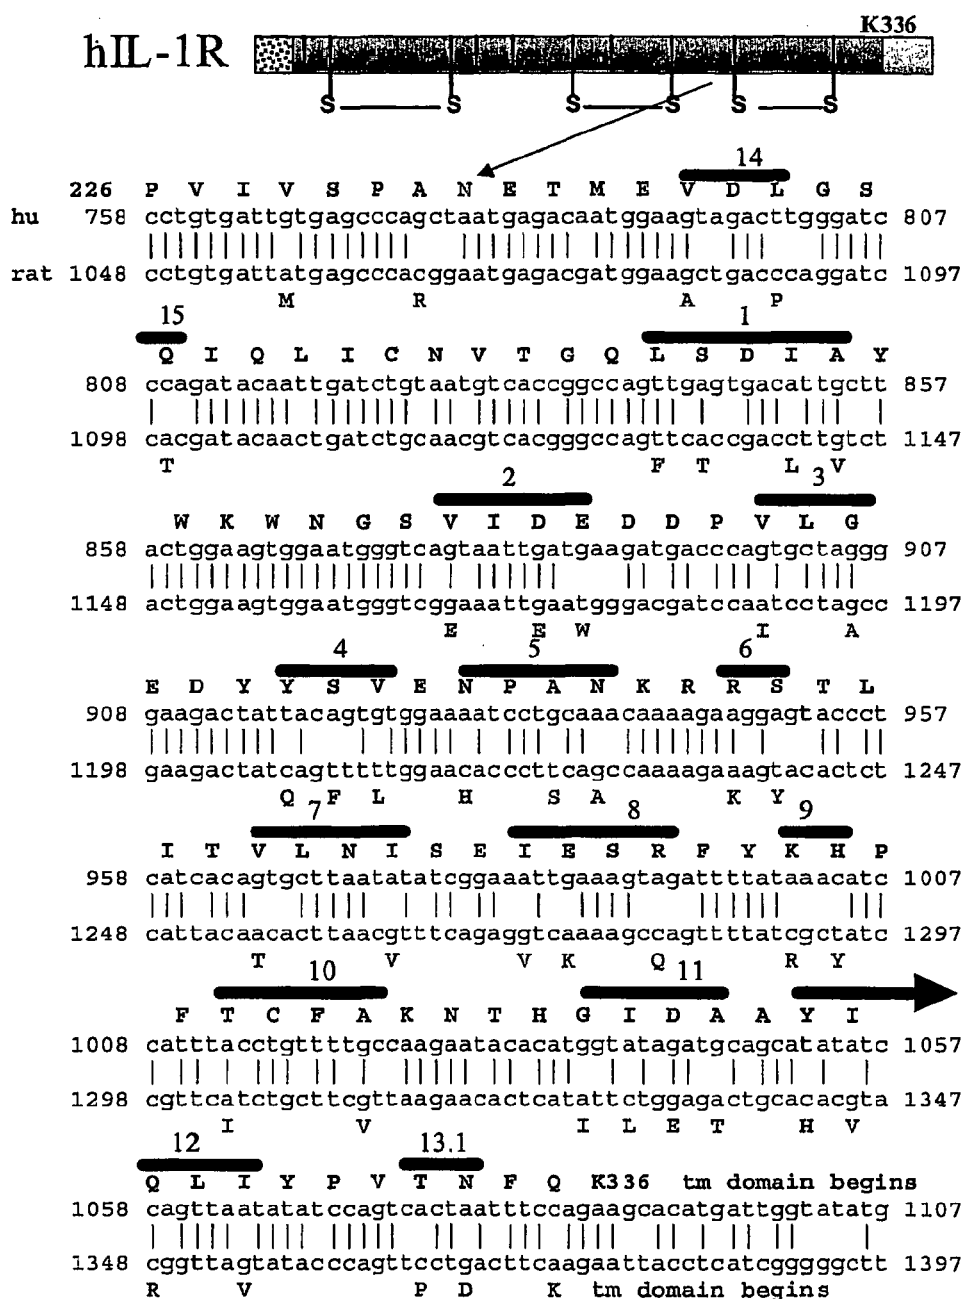 K336
hIL-1R
S S S S S S
14
226 P V I V S P A N E T M E V D L G S
hu 758 cctgtgattgtgagcccagctaatgagacaatggaagtagacttgggatc 807
rat 1048 cctgtgattatgagcccacggaatgagacgatggaagctgacccaggatc 1097
M R A P
15 1
Q I Q L I C N V T G Q L S D I A Y
808 ccagatacaattgatctgtaatgtcaccggccagttgagtgacattgctt 857
1098 cacgatacaactgatctgcaacgtcacgggccagttcaccgaccttgtct 1147
T F T L V
2 3
W K W N G S V I D E D D P V L G
858 actggaagtggaatgggtcagtaattgatgaagatgacccagtgctaggg 907
1148 actggaagtggaatgggtcggaaattgaatgggacgatccaatcctagcc 1197
E E W I A
4 5 6
E D Y Y S V E N P A N K R R S T L
908 gaagactattacagtgtggaaaatcctgcaaacaaaagaaggagtaccct 957
1198 gaagactatcagtttttggaacacccttcagccaaaagaaagtacactct 1247
Q F L H S A K Y
7 8 9
I T V L N I S E I E S R F Y K H P
958 catcacagtgcttaatatatcggaaattgaaagtagattttataaacatc 1007
1248 cattacaacacttaacgtttcagaggtcaaaagccagttttatcgctatc 1297
T V V K Q R Y
10 11
F T C F A K N T H G I D A A Y I
1008 catttacctgttttgccaagaatacacatggtatagatgcagcatatatc 1057
1298 cgttcatctgcttcgttaagaacactcatattctggagactgcacacgta 1347
I V I L E T H V
12 13.1
Q L I Y P V T N F Q K336 tm domain begins
1058 cagttaatatatccagtcactaatttccagaagcacatgattggtatatg 1107
1348 cggttagtatacccagttcctgacttcaagaattacctcatcgggggctt 1397
R V P D K tm domain begins